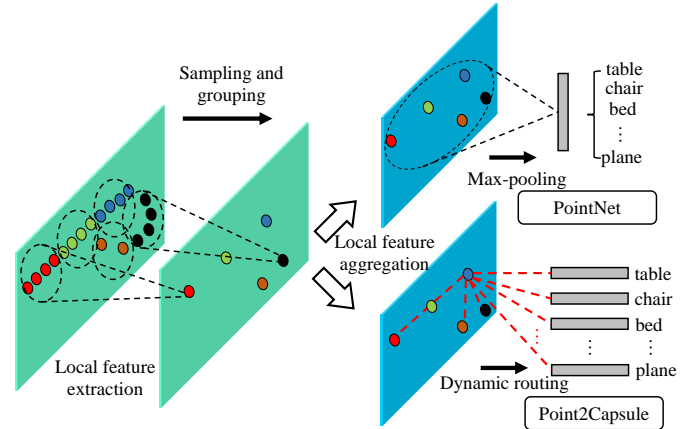 Sampling and
grouping
Local feature
extraction
Local feature
aggregation
Max-pooling
table
chair
bed
...
plane
PointNet
Dynamic routing
table
chair
bed
...
plane
Point2Capsule